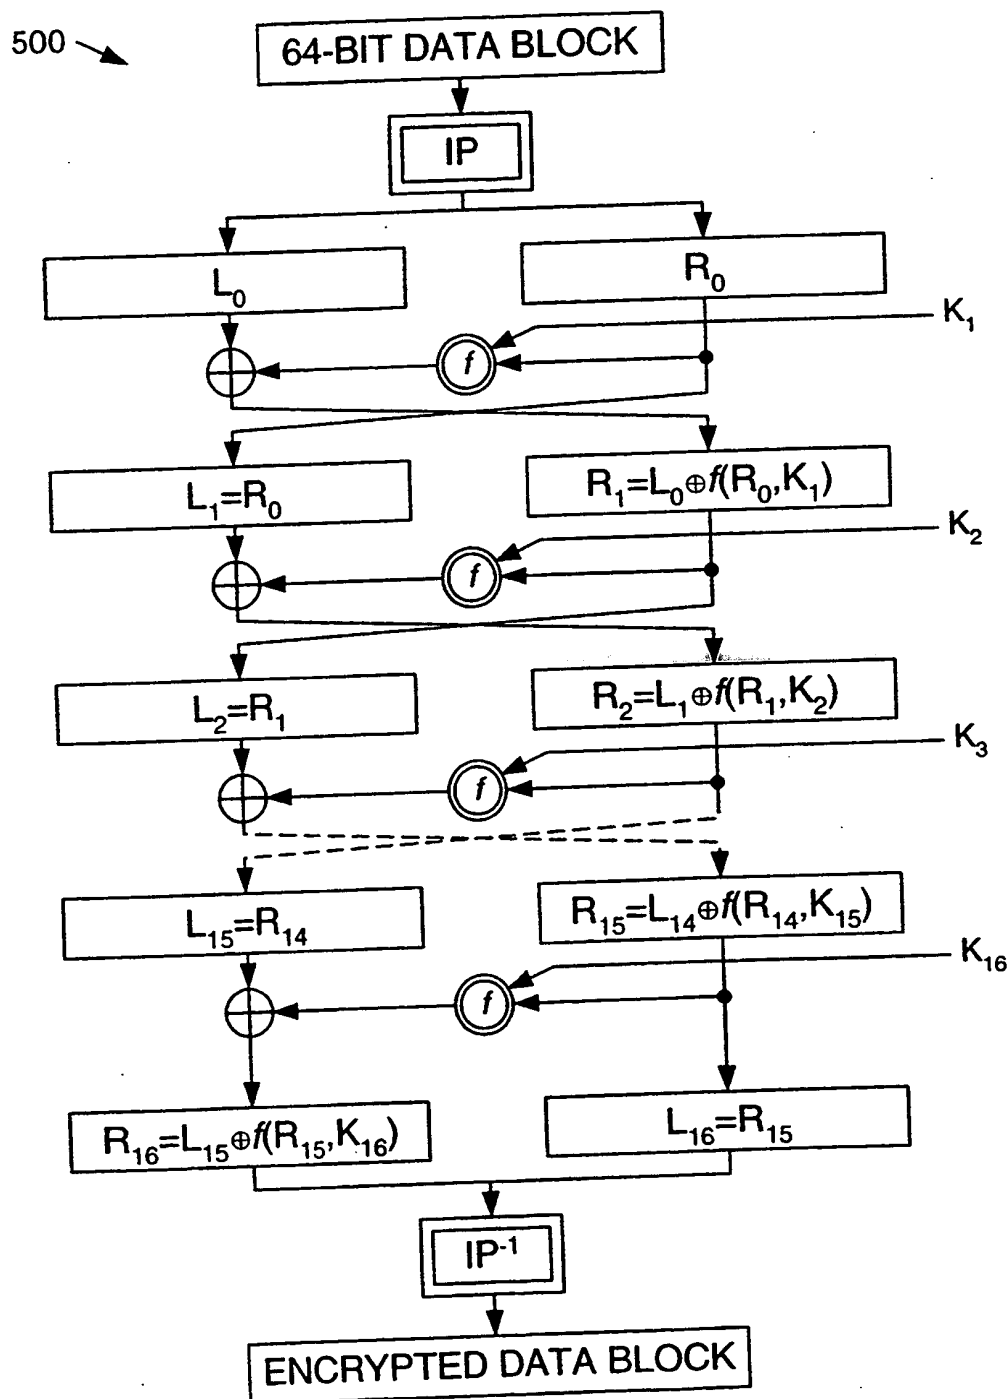 500
64-BIT DATA BLOCK
IP
L₀
R₀
K₁
f
L₁=R₀
R₁=L₀⊕f(R₀,K₁)
K₂
f
L₂=R₁
R₂=L₁⊕f(R₁,K₂)
K₃
f
L₁₅=R₁₄
R₁₅=L₁₄⊕f(R₁₄,K₁₅)
K₁₆
f
R₁₆=L₁₅⊕f(R₁₅,K₁₆)
L₁₆=R₁₅
IP⁻¹
ENCRYPTED DATA BLOCK